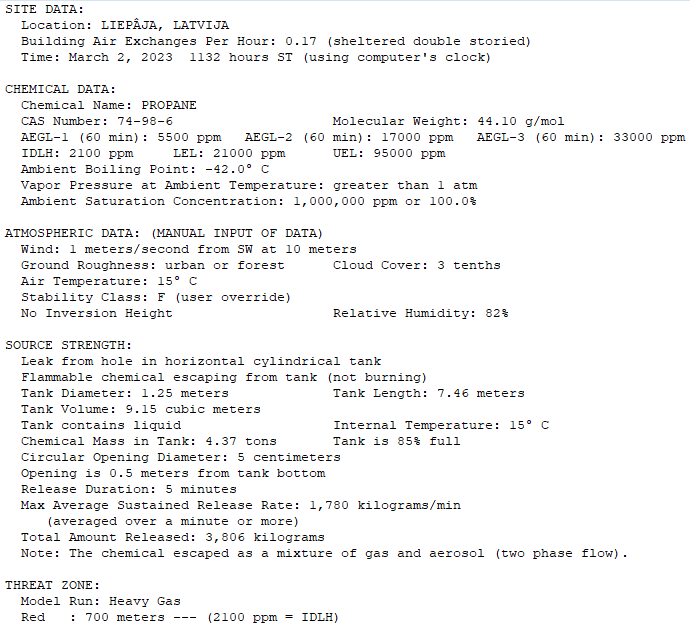 SITE DATA:
Location: LIEPÂJA, LATVIJA
Building Air Exchanges Per Hour: 0.17 (sheltered double storied)
Time: March 2, 2023  1132 hours ST (using computer's clock)
CHEMICAL DATA:
Chemical Name: PROPANE
CAS Number: 74-98-6  Molecular Weight: 44.10 g/mol
AEGL-1 (60 min): 5500 ppm  AEGL-2 (60 min): 17000 ppm  AEGL-3 (60 min): 33000 ppm
IDLH: 2100 ppm  LEL: 21000 ppm  UEL: 95000 ppm
Ambient Boiling Point: -42.0° C
Vapor Pressure at Ambient Temperature: greater than 1 atm
Ambient Saturation Concentration: 1,000,000 ppm or 100.0%
ATMOSPHERIC DATA: (MANUAL INPUT OF DATA)
Wind: 1 meters/second from SW at 10 meters
Ground Roughness: urban or forest  Cloud Cover: 3 tenths
Air Temperature: 15° C
Stability Class: F (user override)
No Inversion Height  Relative Humidity: 82%
SOURCE STRENGTH:
Leak from hole in horizontal cylindrical tank
Flammable chemical escaping from tank (not burning)
Tank Diameter: 1.25 meters  Tank Length: 7.46 meters
Tank Volume: 9.15 cubic meters
Tank contains liquid  Internal Temperature: 15° C
Chemical Mass in Tank: 4.37 tons  Tank is 85% full
Circular Opening Diameter: 5 centimeters
Opening is 0.5 meters from tank bottom
Release Duration: 5 minutes
Max Average Sustained Release Rate: 1,780 kilograms/min
(averaged over a minute or more)
Total Amount Released: 3,806 kilograms
Note: The chemical escaped as a mixture of gas and aerosol (two phase flow).
THREAT ZONE:
Model Run: Heavy Gas
Red   : 700 meters --- (2100 ppm = IDLH)